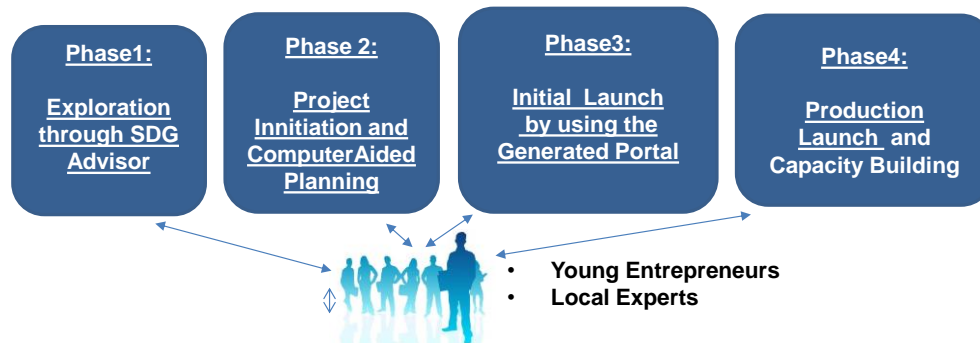 Phase1:
Exploration
through SDG
Advisor
Phase 2:
Project
Innitiation and
ComputerAided
Planning
Phase3:
Initial Launch
by using the
Generated Portal
Phase4:
Production
Launch and
Capacity Building
• Young Entrepreneurs
• Local Experts